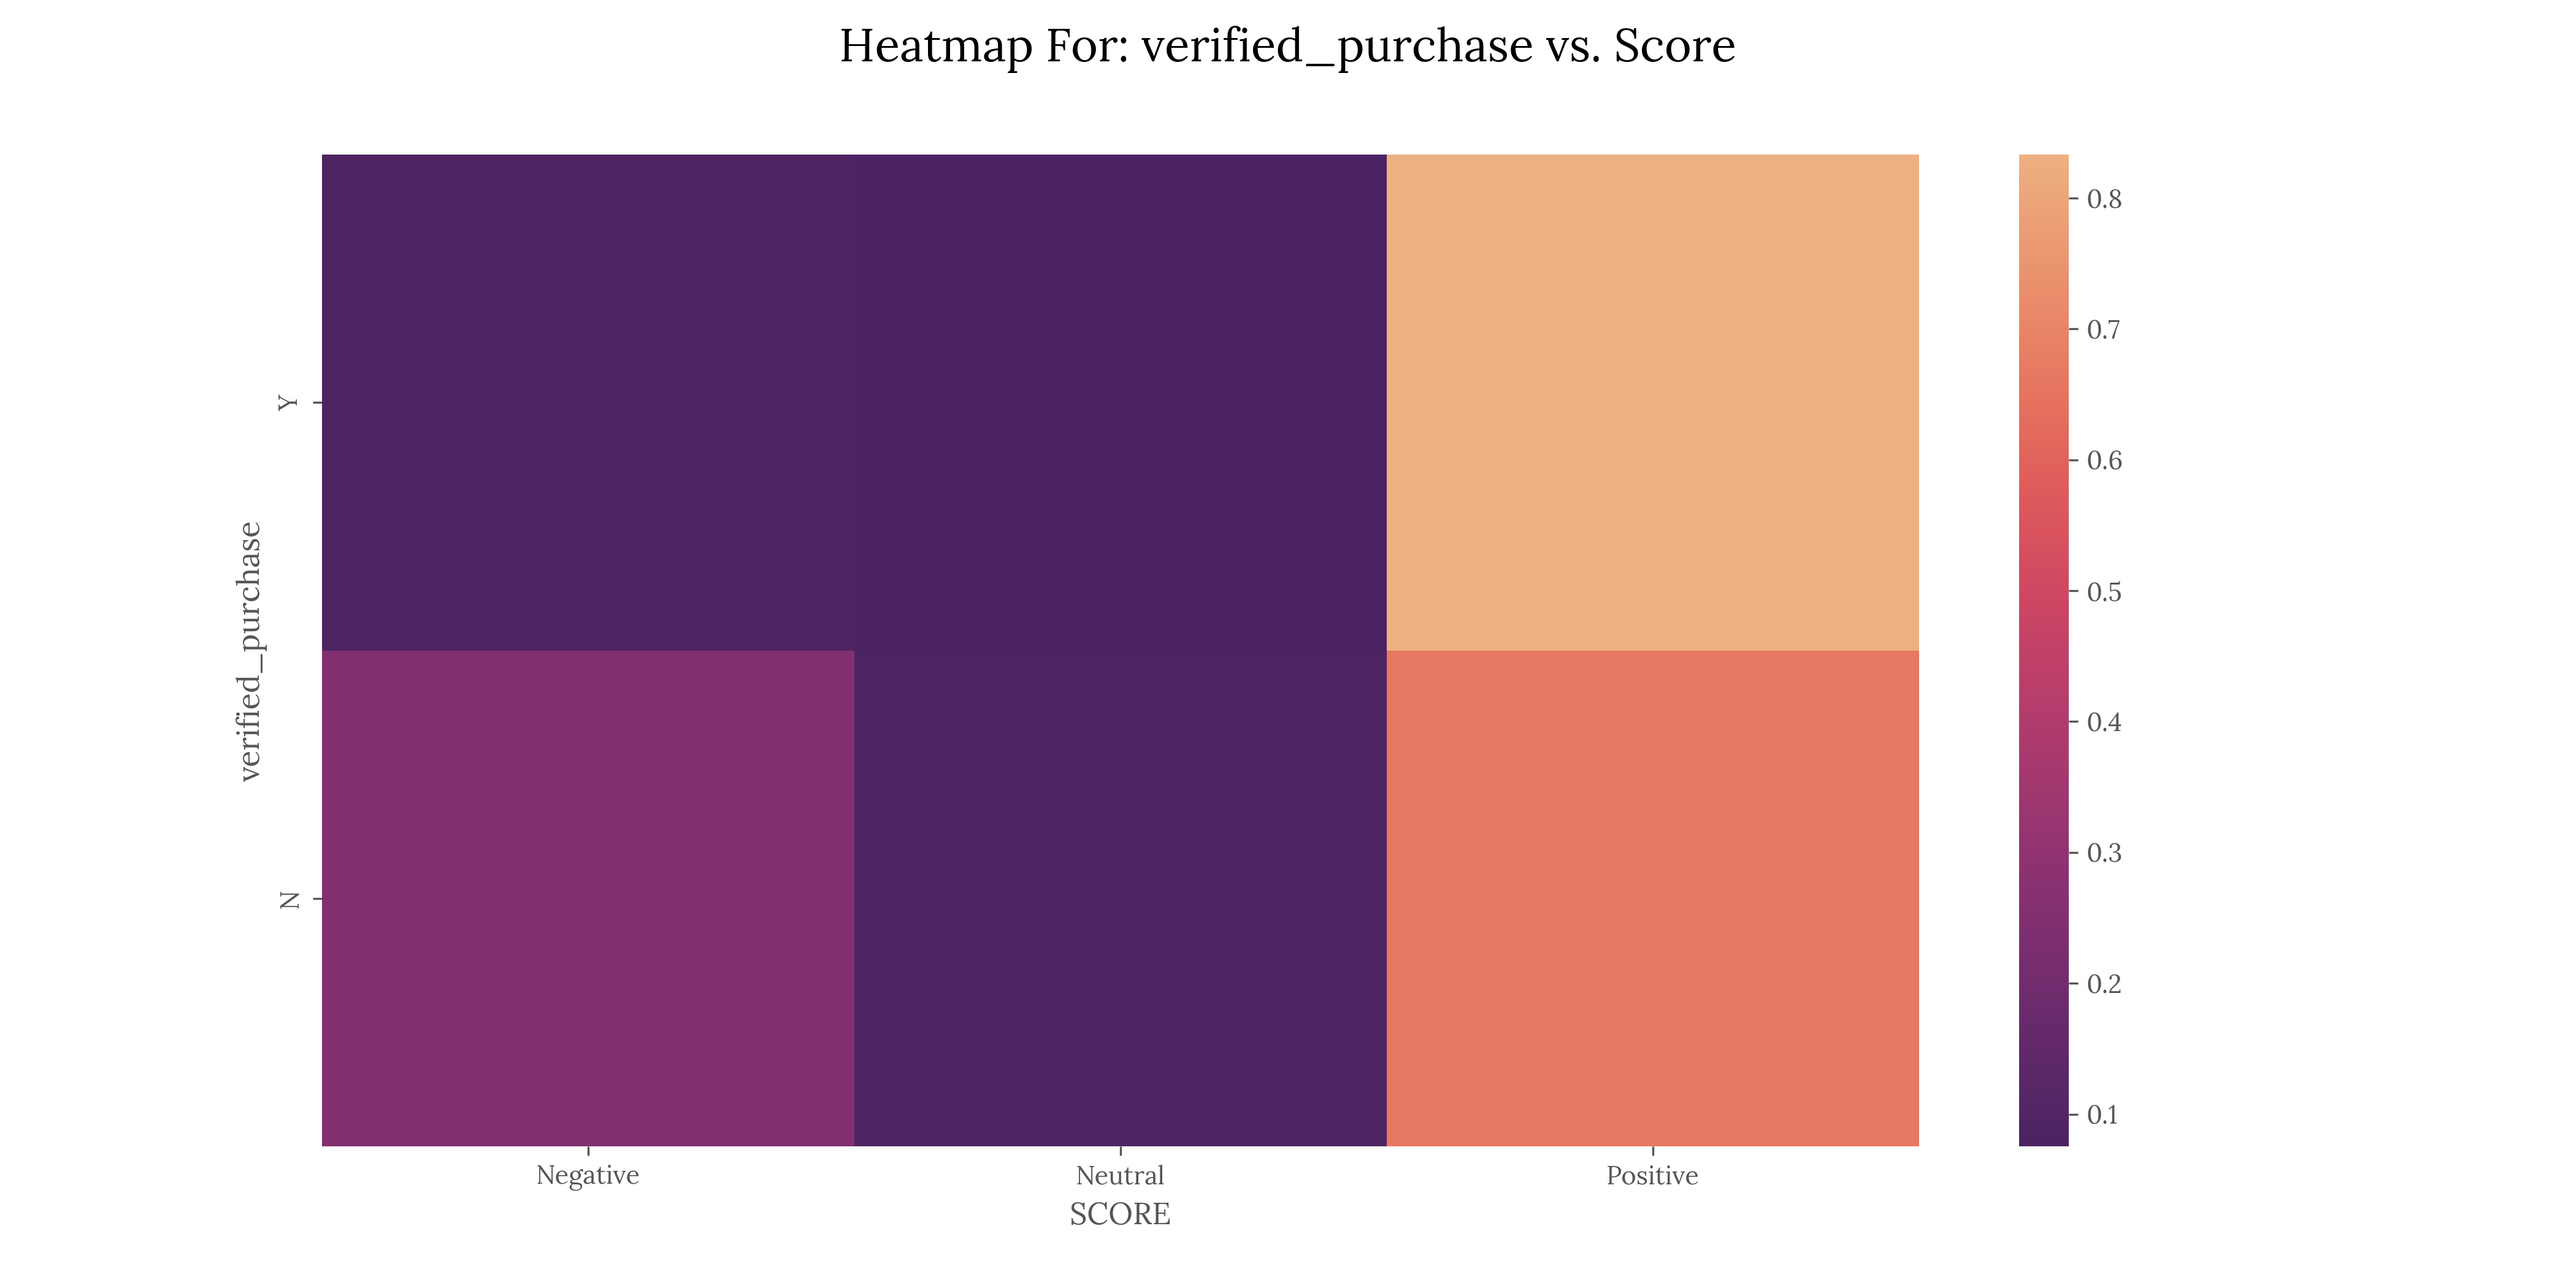 Heatmap For: verified_purchase vs. Score
verified_purchase
Y
N
Negative
Neutral
Positive
SCORE
0.8
0.7
0.6
0.5
0.4
0.3
0.2
0.1